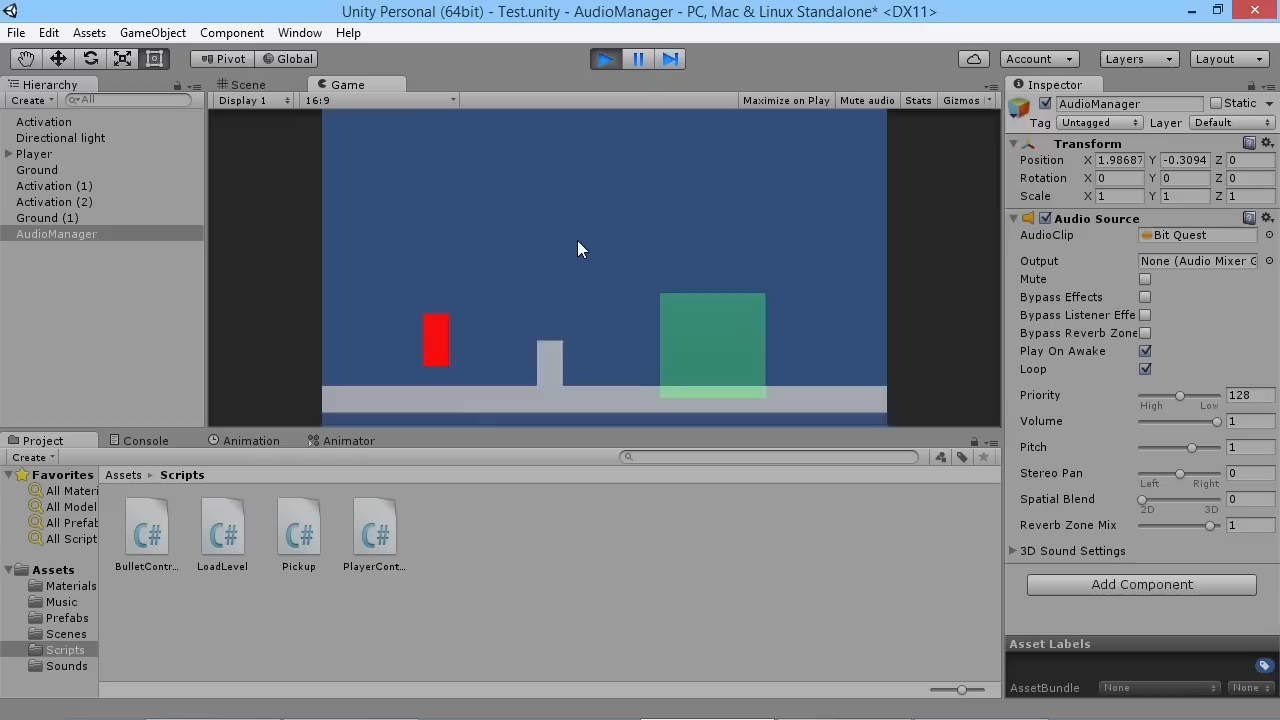 Unity Personal (64bit) - Test.unity - AudioManager - PC, Mac & Linux Standalone* <DX11>
File Edit Assets GameObject Component Window Help
Pivot Global Account Layers Layout
Hierarchy Scene Game Inspector
Create All Display 1 16:9 Maximize on Play Mute audio Stats Gizmos
AudioManager Static
Tag Untagged Layer Default
Activation
Directional light
Player
Ground
Activation (1)
Activation (2)
Ground (1)
AudioManager
Transform
Position X 1.98687 Y -0.3094 Z 0
Rotation X 0 Y 0 Z 0
Scale X 1 Y 1 Z 1
Audio Source
AudioClip Bit Quest
Output None (Audio Mixer G
Mute
Bypass Effects
Bypass Listener Effe
Bypass Reverb Zone
Play On Awake
Loop
Priority 128
High Low
Volume 1
Pitch 1
Stereo Pan 0
Left Right
Spatial Blend 0
2D 3D
Reverb Zone Mix 1
3D Sound Settings
Add Component
Asset Labels
AssetBundle None None
Project Console Animation Animator
Create
Favorites
All Materi
All Model
All Prefab
All Script
Assets
Materials
Music
Prefabs
Scenes
Scripts
Sounds
Assets Scripts
C# C# C# C#
BulletContr... LoadLevel Pickup PlayerCont...